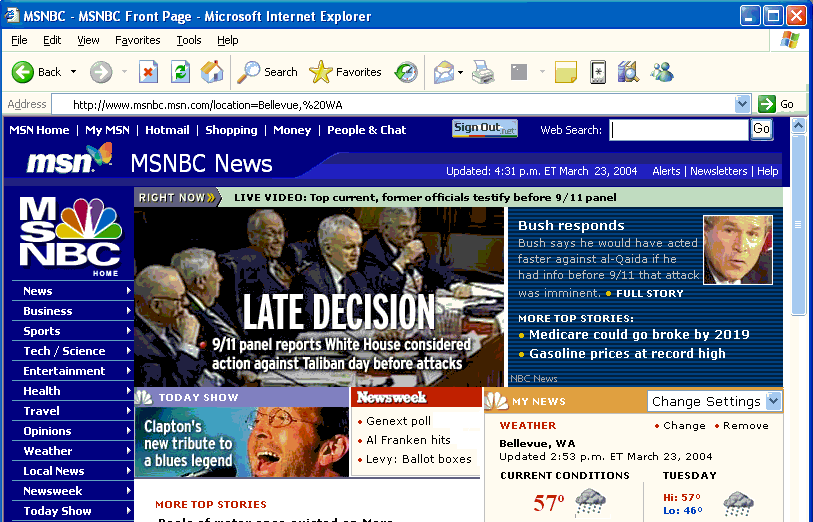 MSNBC - MSNBC Front Page - Microsoft Internet Explorer
File Edit View Favorites Tools Help
Back Search Favorites
Address http://www.msnbc.msn.com/location=Bellevue,%20WA Go
MSN Home | My MSN | Hotmail | Shopping | Money | People & Chat Sign Out .net Web Search: Go
msn MSNBC News
Updated: 4:31 p.m. ET March 23, 2004 Alerts | Newsletters | Help
MSNBC
HOME
News
Business
Sports
Tech / Science
Entertainment
Health
Travel
Opinions
Weather
Local News
Newsweek
Today Show
RIGHT NOW LIVE VIDEO: Top current, former officials testify before 9/11 panel
LATE DECISION
9/11 panel reports White House considered
action against Taliban day before attacks
Bush responds
Bush says he would have acted
faster against al-Qaida if he
had info before 9/11 that attack
was imminent. • FULL STORY
MORE TOP STORIES:
• Medicare could go broke by 2019
• Gasoline prices at record high
NBC News
TODAY SHOW
Clapton's
new tribute to
a blues legend
Newsweek
• Genext poll
• Al Franken hits
• Levy: Ballot boxes
MY NEWS Change Settings
WEATHER • Change • Remove
Bellevue, WA
Updated 2:53 p.m. ET March 23, 2004
CURRENT CONDITIONS TUESDAY
57º
Hi: 57º
Lo: 46º
MORE TOP STORIES